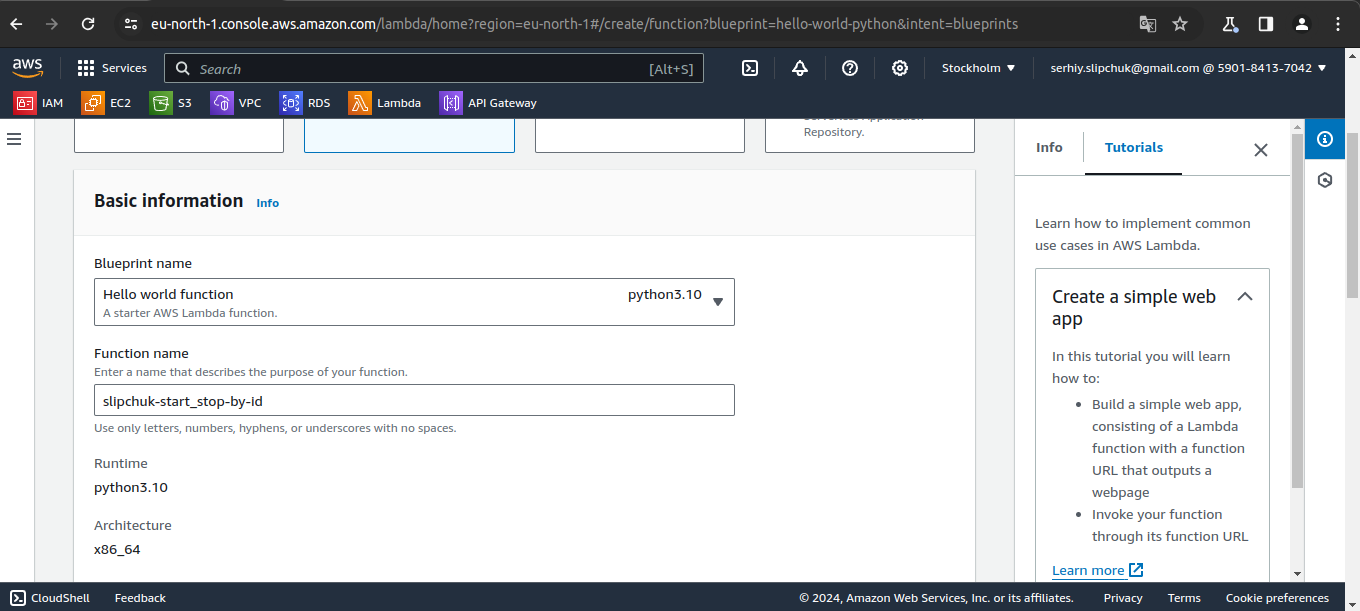 eu-north-1.console.aws.amazon.com/lambda/home?region=eu-north-1#/create/function?blueprint=hello-world-python&intent=blueprints
aws
Services
Search
[Alt+S]
Stockholm
serhiy.slipchuk@gmail.com @ 5901-8413-7042
IAM
EC2
S3
VPC
RDS
Lambda
API Gateway
Serverless Application
Repository.
Basic information
Info
Blueprint name
Hello world function
python3.10
A starter AWS Lambda function.
Function name
Enter a name that describes the purpose of your function.
slipchuk-start_stop-by-id
Use only letters, numbers, hyphens, or underscores with no spaces.
Runtime
python3.10
Architecture
x86_64
Info
Tutorials
Learn how to implement common
use cases in AWS Lambda.
Create a simple web
app
In this tutorial you will learn
how to:
• Build a simple web app,
consisting of a Lambda
function with a function
URL that outputs a
webpage
• Invoke your function
through its function URL
Learn more
CloudShell
Feedback
© 2024, Amazon Web Services, Inc. or its affiliates.
Privacy
Terms
Cookie preferences